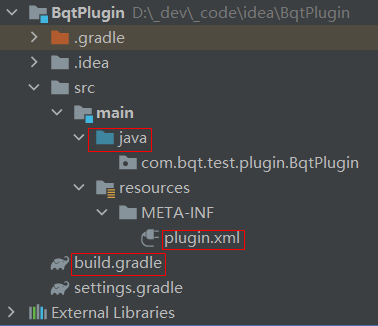 BqtPlugin D:\_dev\_code\idea\BqtPlugin
.gradle
.idea
src
main
java
com.bqt.test.plugin.BqtPlugin
resources
META-INF
plugin.xml
build.gradle
settings.gradle
External Libraries